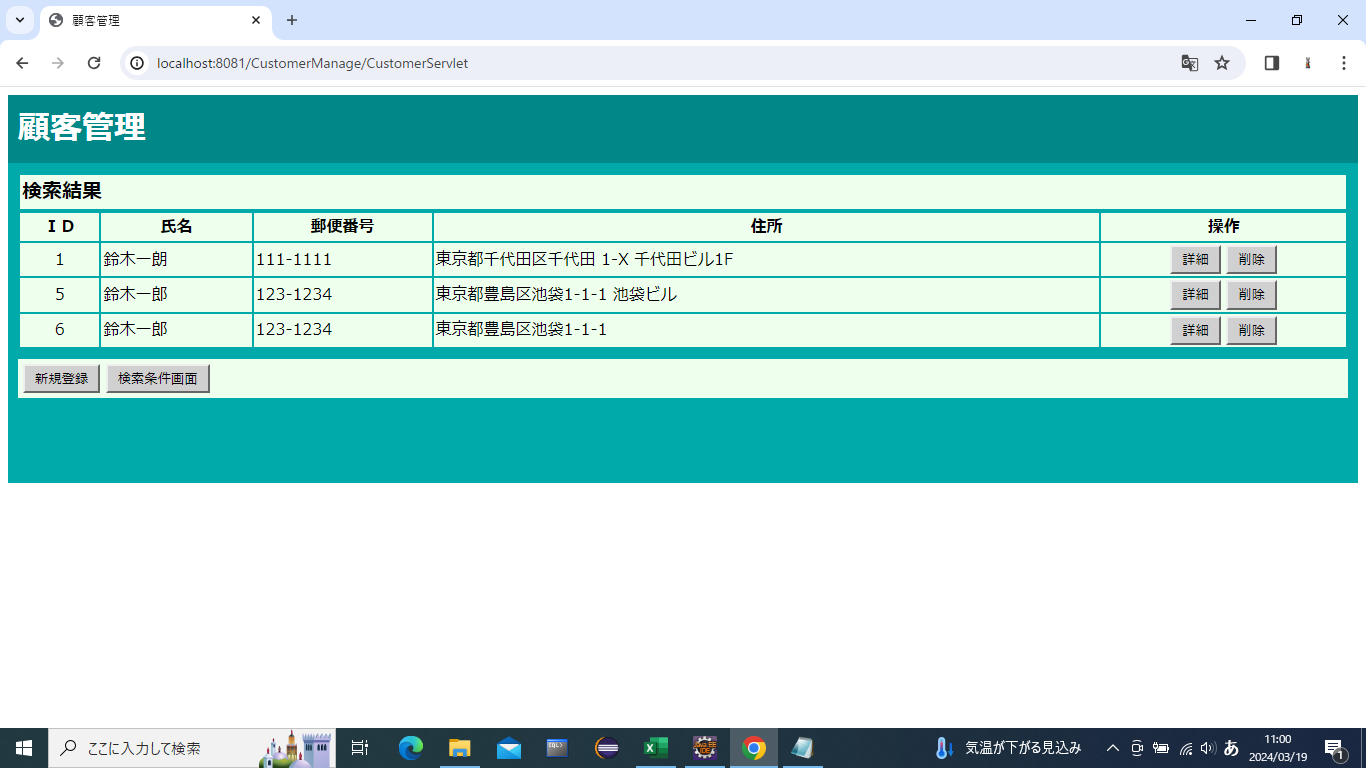 顧客管理
localhost:8081/CustomerManage/CustomerServlet
顧客管理
検索結果
ＩＤ 氏名 郵便番号 住所 操作
1 鈴木一朗 111-1111 東京都千代田区千代田 1-X 千代田ビル1F 詳細 削除
5 鈴木一郎 123-1234 東京都豊島区池袋1-1-1 池袋ビル 詳細 削除
6 鈴木一郎 123-1234 東京都豊島区池袋1-1-1 詳細 削除
新規登録 検索条件画面
ここに入力して検索 気温が下がる見込み あ 11:00
2024/03/19 1